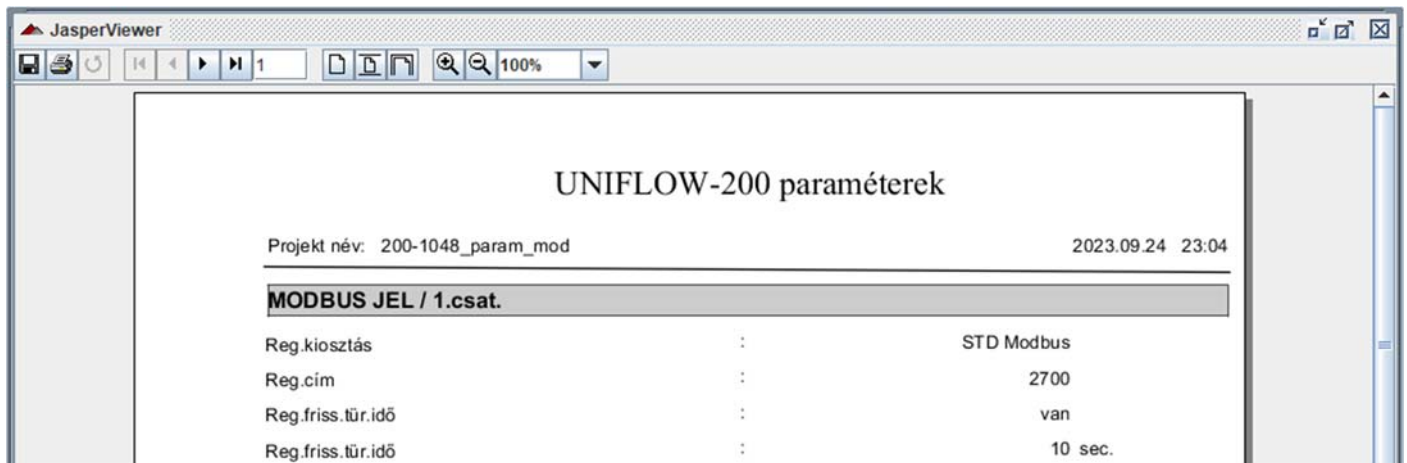 JasperViewer
1 100%
UNIFLOW-200 paraméterek
Projekt név: 200-1048_param_mod 2023.09.24 23:04
MODBUS JEL / 1.csat.
Reg.kiosztás : STD Modbus
Reg.cím : 2700
Reg.friss.tür.idő : van
Reg.friss.tür.idő : 10 sec.